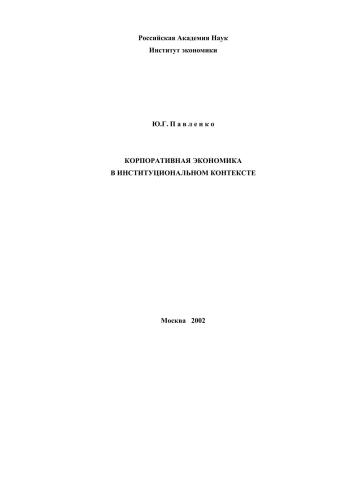 Российская Академия Наук
Институт экономики
Ю.Г. П а в л е н к о
КОРПОРАТИВНАЯ ЭКОНОМИКА
В ИНСТИТУЦИОНАЛЬНОМ КОНТЕКСТЕ
Москва 2002